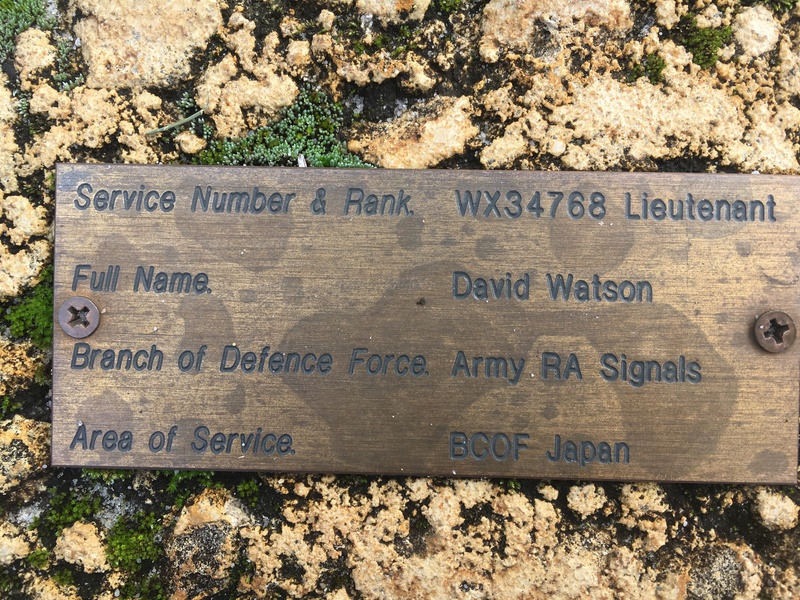 Service Number & Rank. WX34768 Lieutenant
Full Name. David Watson
Branch of Defence Force. Army RA Signals
Area of Service. BCOF Japan